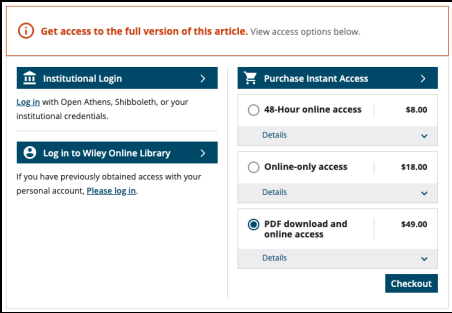 Get access to the full version of this article. View access options below.
Institutional Login
Log in with Open Athens, Shibboleth, or your
institutional credentials.
Log in to Wiley Online Library
If you have previously obtained access with your
personal account, Please log in.
Purchase Instant Access
48-Hour online access $8.00
Details
Online-only access $18.00
Details
PDF download and
online access $49.00
Details
Checkout